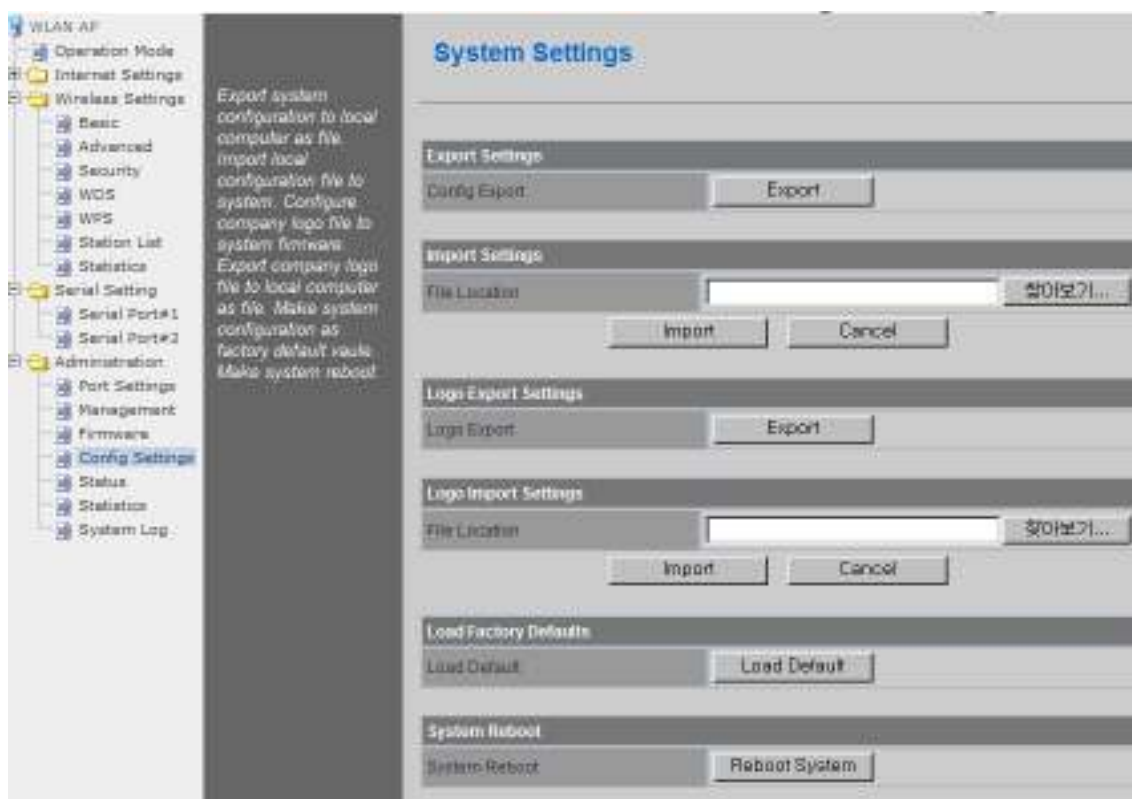 WLAN AP
Operation Mode
Internet Settings
Wireless Settings
Basic
Advanced
Security
WDS
WPS
Station List
Statistics
Serial Setting
Serial Port#1
Serial Port#2
Administration
Port Settings
Management
Firmware
Config Settings
Status
Statistics
System Log
Export system
configuration to local
computer as file.
Import local
configuration file to
system. Configure
company logo file to
system firmware
Export company logo
file to local computer
as file. Make system
configuration as
factory default vaule.
Make system reboot.
System Settings
Export Settings
Config Export
Export
Import Settings
File Location
찾아보기...
Import
Cancel
Logo Export Settings
Logo Export
Export
Logo Import Settings
File Location
찾아보기...
Import
Cancel
Load Factory Defaults
Load Default
Load Default
System Reboot
System Reboot
Reboot System